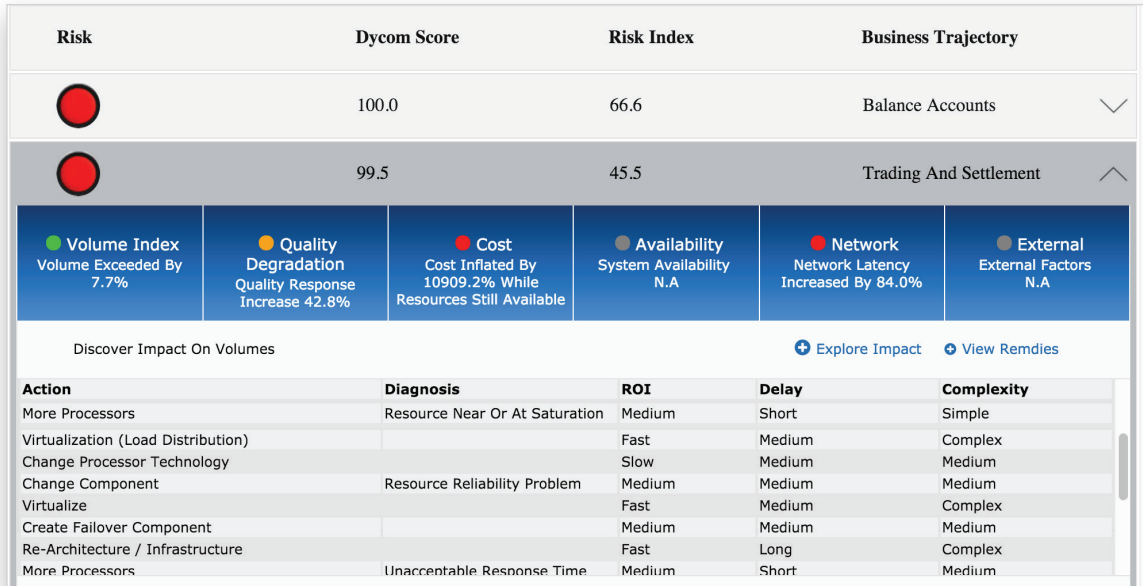 Risk Dycom Score Risk Index Business Trajectory
100.0 66.6 Balance Accounts
99.5 45.5 Trading And Settlement
Volume Index
Volume Exceeded By
7.7%
Quality
Degradation
Quality Response
Increase 42.8%
Cost
Cost Inflated By
10909.2% While
Resources Still Available
Availability
System Availability
N.A
Network
Network Latency
Increased By 84.0%
External
External Factors
N.A
Discover Impact On Volumes Explore Impact View Remdies
Action Diagnosis ROI Delay Complexity
More Processors Resource Near Or At Saturation Medium Short Simple
Virtualization (Load Distribution) Fast Medium Complex
Change Processor Technology Slow Medium Medium
Change Component Resource Reliability Problem Medium Medium Medium
Virtualize Fast Medium Complex
Create Failover Component Medium Medium Medium
Re-Architecture / Infrastructure Fast Long Complex
More Processors Unacceptable Response Time Medium Short Medium